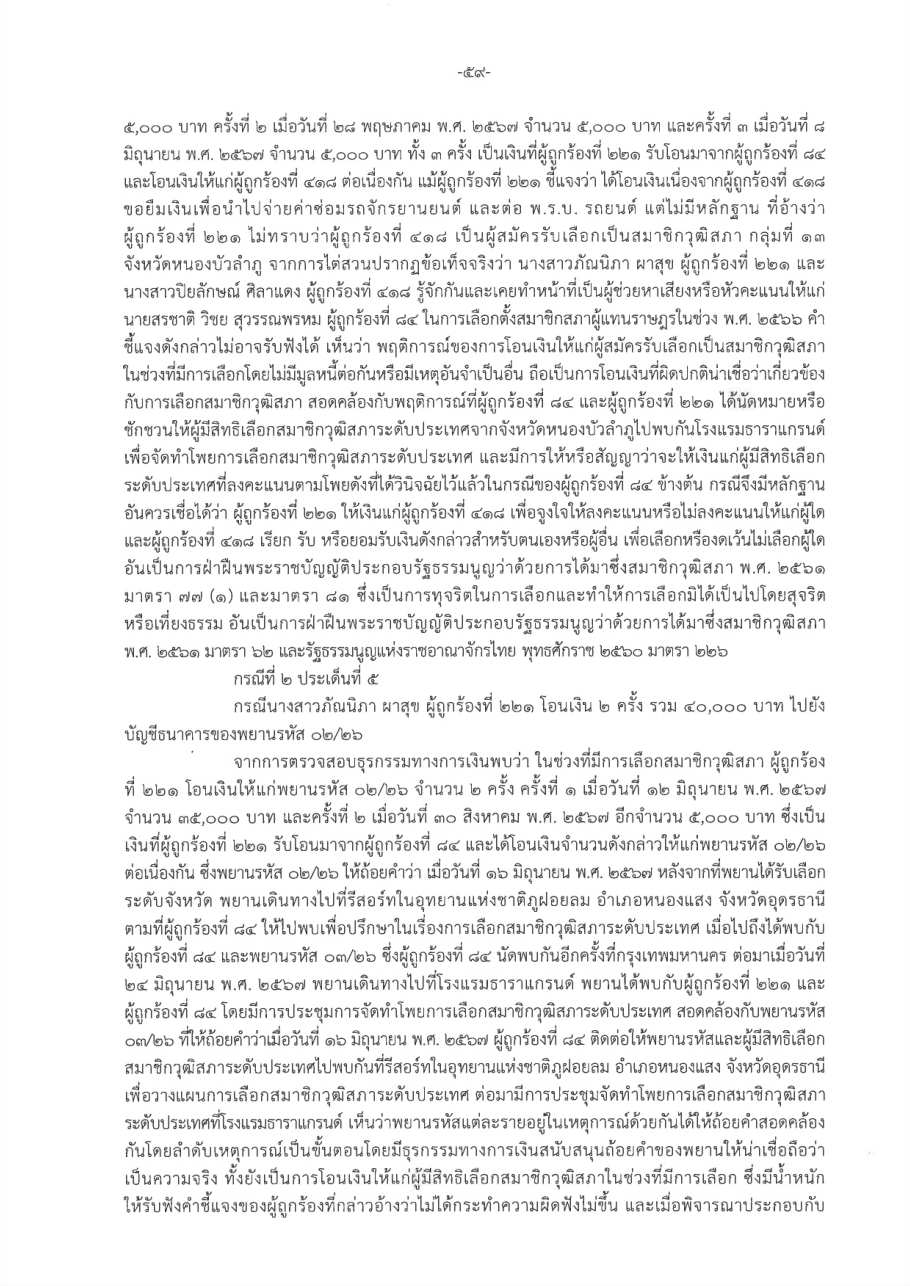 -๕๙-
๕,๐๐๐ บาท ครั้งที่ ๒ เมื่อวันที่ ๒๘ พฤษภาคม พ.ศ. ๒๕๖๗ จำนวน ๕,๐๐๐ บาท และครั้งที่ ๓ เมื่อวันที่ ๘
มิถุนายน พ.ศ. ๒๕๖๗ จำนวน ๕,๐๐๐ บาท ทั้ง ๓ ครั้ง เป็นเงินที่ผู้ถูกร้องที่ ๒๒๑ รับโอนมาจากผู้ถูกร้องที่ ๘๔
และโอนเงินให้แก่ผู้ถูกร้องที่ ๔๑๘ ต่อเนื่องกัน แม้ผู้ถูกร้องที่ ๒๒๑ ชี้แจงว่า ได้โอนเงินเนื่องจากผู้ถูกร้องที่ ๔๑๘
ขอยืมเงินเพื่อนำไปจ่ายค่าซ่อมรถจักรยานยนต์ และต่อ พ.ร.บ. รถยนต์ แต่ไม่มีหลักฐาน ที่อ้างว่า
ผู้ถูกร้องที่ ๒๒๑ ไม่ทราบว่าผู้ถูกร้องที่ ๔๑๘ เป็นผู้สมัครรับเลือกเป็นสมาชิกวุฒิสภา กลุ่มที่ ๑๓
จังหวัดหนองบัวลำภู จากการไต่สวนปรากฏข้อเท็จจริงว่า นางสาวภัณนิภา ผาสุข ผู้ถูกร้องที่ ๒๒๑ และ
นางสาวปิยลักษณ์ ศิลาแดง ผู้ถูกร้องที่ ๔๑๘ รู้จักกันและเคยทำหน้าที่เป็นผู้ช่วยหาเสียงหรือหัวคะแนนให้แก่
นายสรชาติ วิชย สุวรรณพรหม ผู้ถูกร้องที่ ๘๔ ในการเลือกตั้งสมาชิกสภาผู้แทนราษฎรในช่วง พ.ศ. ๒๕๖๖ คำ
ชี้แจงดังกล่าวไม่อาจรับฟังได้ เห็นว่า พฤติการณ์ของการโอนเงินให้แก่ผู้สมัครรับเลือกเป็นสมาชิกวุฒิสภา
ในช่วงที่มีการเลือกโดยไม่มีมูลหนี้ต่อกันหรือมีเหตุอันจำเป็นอื่น ถือเป็นการโอนเงินที่ผิดปกติน่าเชื่อว่าเกี่ยวข้อง
กับการเลือกสมาชิกวุฒิสภา สอดคล้องกับพฤติการณ์ที่ผู้ถูกร้องที่ ๘๔ และผู้ถูกร้องที่ ๒๒๑ ได้นัดหมายหรือ
ชักชวนให้ผู้มีสิทธิเลือกสมาชิกวุฒิสภาระดับประเทศจากจังหวัดหนองบัวลำภูไปพบกันโรงแรมธาราแกรนด์
เพื่อจัดทำโพยการเลือกสมาชิกวุฒิสภาระดับประเทศ และมีการให้หรือสัญญาว่าจะให้เงินแก่ผู้มีสิทธิเลือก
ระดับประเทศที่ลงคะแนนตามโพยดังที่ได้วินิจฉัยไว้แล้วในกรณีของผู้ถูกร้องที่ ๘๔ ข้างต้น กรณีจึงมีหลักฐาน
อันควรเชื่อได้ว่า ผู้ถูกร้องที่ ๒๒๑ ให้เงินแก่ผู้ถูกร้องที่ ๔๑๘ เพื่อจูงใจให้ลงคะแนนหรือไม่ลงคะแนนให้แก่ผู้ใด
และผู้ถูกร้องที่ ๔๑๘ เรียก รับ หรือยอมรับเงินดังกล่าวสำหรับตนเองหรือผู้อื่น เพื่อเลือกหรืองดเว้นไม่เลือกผู้ใด
อันเป็นการฝ่าฝืนพระราชบัญญัติประกอบรัฐธรรมนูญว่าด้วยการได้มาซึ่งสมาชิกวุฒิสภา พ.ศ. ๒๕๖๑
มาตรา ๗๗ (๑) และมาตรา ๘๑ ซึ่งเป็นการทุจริตในการเลือกและทำให้การเลือกมิได้เป็นไปโดยสุจริต
หรือเที่ยงธรรม อันเป็นการฝ่าฝืนพระราชบัญญัติประกอบรัฐธรรมนูญว่าด้วยการได้มาซึ่งสมาชิกวุฒิสภา
พ.ศ. ๒๕๖๑ มาตรา ๖๒ และรัฐธรรมนูญแห่งราชอาณาจักรไทย พุทธศักราช ๒๕๖๐ มาตรา ๒๒๖
กรณีที่ ๒ ประเด็นที่ ๕
กรณีนางสาวภัณนิภา ผาสุข ผู้ถูกร้องที่ ๒๒๑ โอนเงิน ๒ ครั้ง รวม ๔๐,๐๐๐ บาท ไปยัง
บัญชีธนาคารของพยานรหัส ๐๒/๒๖
จากการตรวจสอบธุรกรรมทางการเงินพบว่า ในช่วงที่มีการเลือกสมาชิกวุฒิสภา ผู้ถูกร้อง
ที่ ๒๒๑ โอนเงินให้แก่พยานรหัส ๐๒/๒๖ จำนวน ๒ ครั้ง ครั้งที่ ๑ เมื่อวันที่ ๑๒ มิถุนายน พ.ศ. ๒๕๖๗
จำนวน ๓๕,๐๐๐ บาท และครั้งที่ ๒ เมื่อวันที่ ๓๐ สิงหาคม พ.ศ. ๒๕๖๗ อีกจำนวน ๕,๐๐๐ บาท ซึ่งเป็น
เงินที่ผู้ถูกร้องที่ ๒๒๑ รับโอนมาจากผู้ถูกร้องที่ ๘๔ และได้โอนเงินจำนวนดังกล่าวให้แก่พยานรหัส ๐๒/๒๖
ต่อเนื่องกัน ซึ่งพยานรหัส ๐๒/๒๖ ให้ถ้อยคำว่า เมื่อวันที่ ๑๖ มิถุนายน พ.ศ. ๒๕๖๗ หลังจากที่พยานได้รับเลือก
ระดับจังหวัด พยานเดินทางไปที่รีสอร์ทในอุทยานแห่งชาติภูฝอยลม อำเภอหนองแสง จังหวัดอุดรธานี
ตามที่ผู้ถูกร้องที่ ๘๔ ให้ไปพบเพื่อปรึกษาในเรื่องการเลือกสมาชิกวุฒิสภาระดับประเทศ เมื่อไปถึงได้พบกับ
ผู้ถูกร้องที่ ๘๔ และพยานรหัส ๐๓/๒๖ ซึ่งผู้ถูกร้องที่ ๘๔ นัดพบกันอีกครั้งที่กรุงเทพมหานคร ต่อมาเมื่อวันที่
๒๔ มิถุนายน พ.ศ. ๒๕๖๗ พยานเดินทางไปที่โรงแรมธาราแกรนด์ พยานได้พบกับผู้ถูกร้องที่ ๒๒๑ และ
ผู้ถูกร้องที่ ๘๔ โดยมีการประชุมการจัดทำโพยการเลือกสมาชิกวุฒิสภาระดับประเทศ สอดคล้องกับพยานรหัส
๐๓/๒๖ ที่ให้ถ้อยคำว่าเมื่อวันที่ ๑๖ มิถุนายน พ.ศ. ๒๕๖๗ ผู้ถูกร้องที่ ๘๔ ติดต่อให้พยานรหัสและผู้มีสิทธิเลือก
สมาชิกวุฒิสภาระดับประเทศไปพบกันที่รีสอร์ทในอุทยานแห่งชาติภูฝอยลม อำเภอหนองแสง จังหวัดอุดรธานี
เพื่อวางแผนการเลือกสมาชิกวุฒิสภาระดับประเทศ ต่อมามีการประชุมจัดทำโพยการเลือกสมาชิกวุฒิสภา
ระดับประเทศที่โรงแรมธาราแกรนด์ เห็นว่าพยานรหัสแต่ละรายอยู่ในเหตุการณ์ด้วยกันได้ให้ถ้อยคำสอดคล้อง
กันโดยลำดับเหตุการณ์เป็นขั้นตอนโดยมีธุรกรรมทางการเงินสนับสนุนถ้อยคำของพยานให้น่าเชื่อถือว่า
เป็นความจริง ทั้งยังเป็นการโอนเงินให้แก่ผู้มีสิทธิเลือกสมาชิกวุฒิสภาในช่วงที่มีการเลือก ซึ่งมีน้ำหนัก
ให้รับฟังคำชี้แจงของผู้ถูกร้องที่กล่าวอ้างว่าไม่ได้กระทำความผิดฟังไม่ขึ้น และเมื่อพิจารณาประกอบกับ